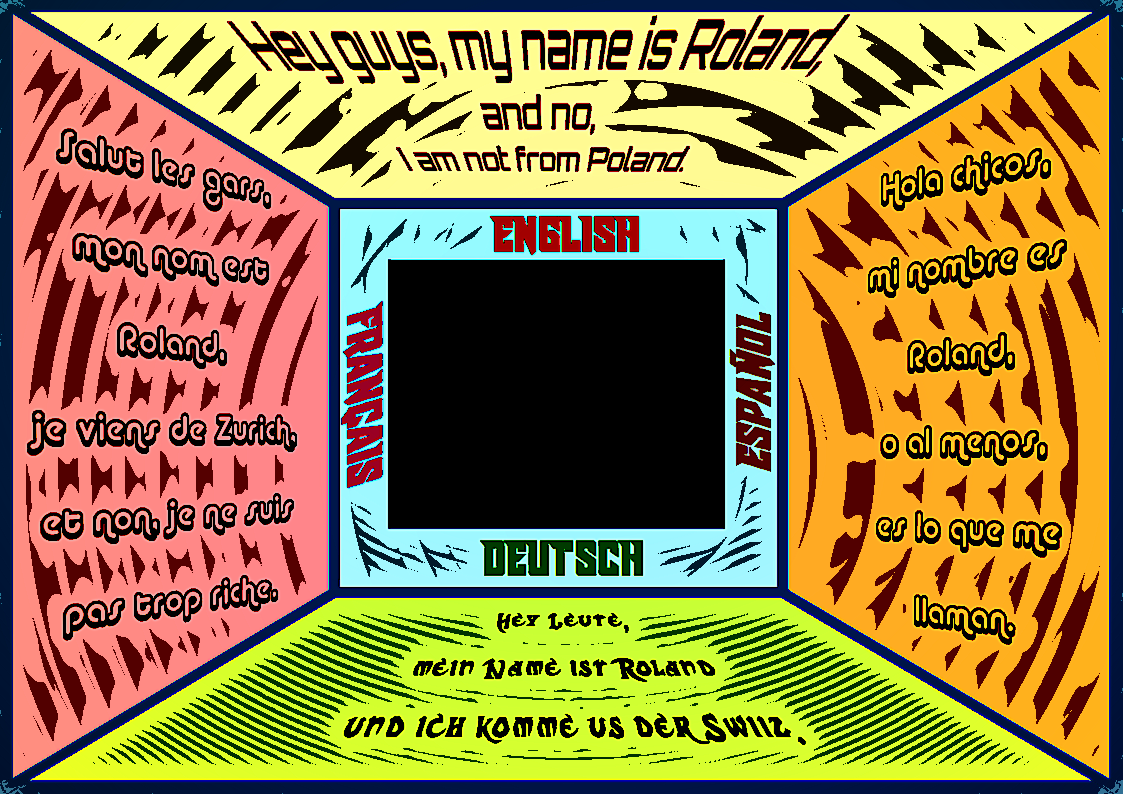 Hey guys, my name is Roland,
and no,
I am not from Poland.
Salut les gars,
mon nom est
Roland,
je viens de Zurich,
et non, je ne suis
pas trop riche.
ENGLISH
FRANÇAIS
ESPAÑOL
DEUTSCH
Hola chicos,
mi nombre es
Roland,
o al menos,
es lo que me
llaman.
Hey Leute,
mein Name ist Roland
und ich komme us der Swiiz.